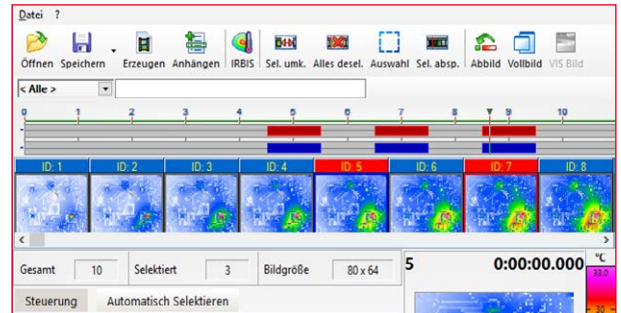 Datei ?
Öffnen Speichern Erzeugen Anhängen IRBIS Sel. umk. Alles desel. Auswahl Sel. absp. Abbild Vollbild VIS Bild
< Alle >
0 1 2 3 4 5 6 7 8 9 10
ID: 1 ID: 2 ID: 3 ID: 4 ID: 5 ID: 6 ID: 7 ID: 8
Gesamt 10 Selektiert 3 Bildgröße 80 x 64 5 0:00:00.000 °C
33.0
Steuerung Automatisch Selektieren
30